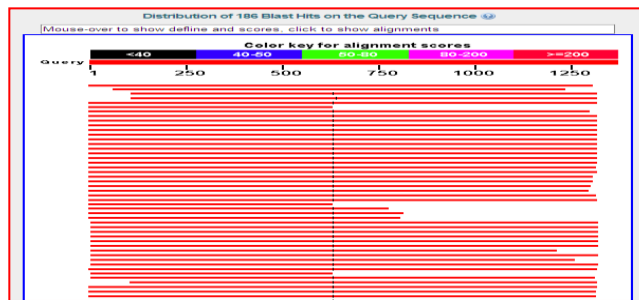 Distribution of 186 Blast Hits on the Query Sequence
Mouse-over to show defline and scores, click to show alignments
Color key for alignment scores
<40 40-50 50-80 80-200 >=200
Query
1 250 500 750 1000 1250